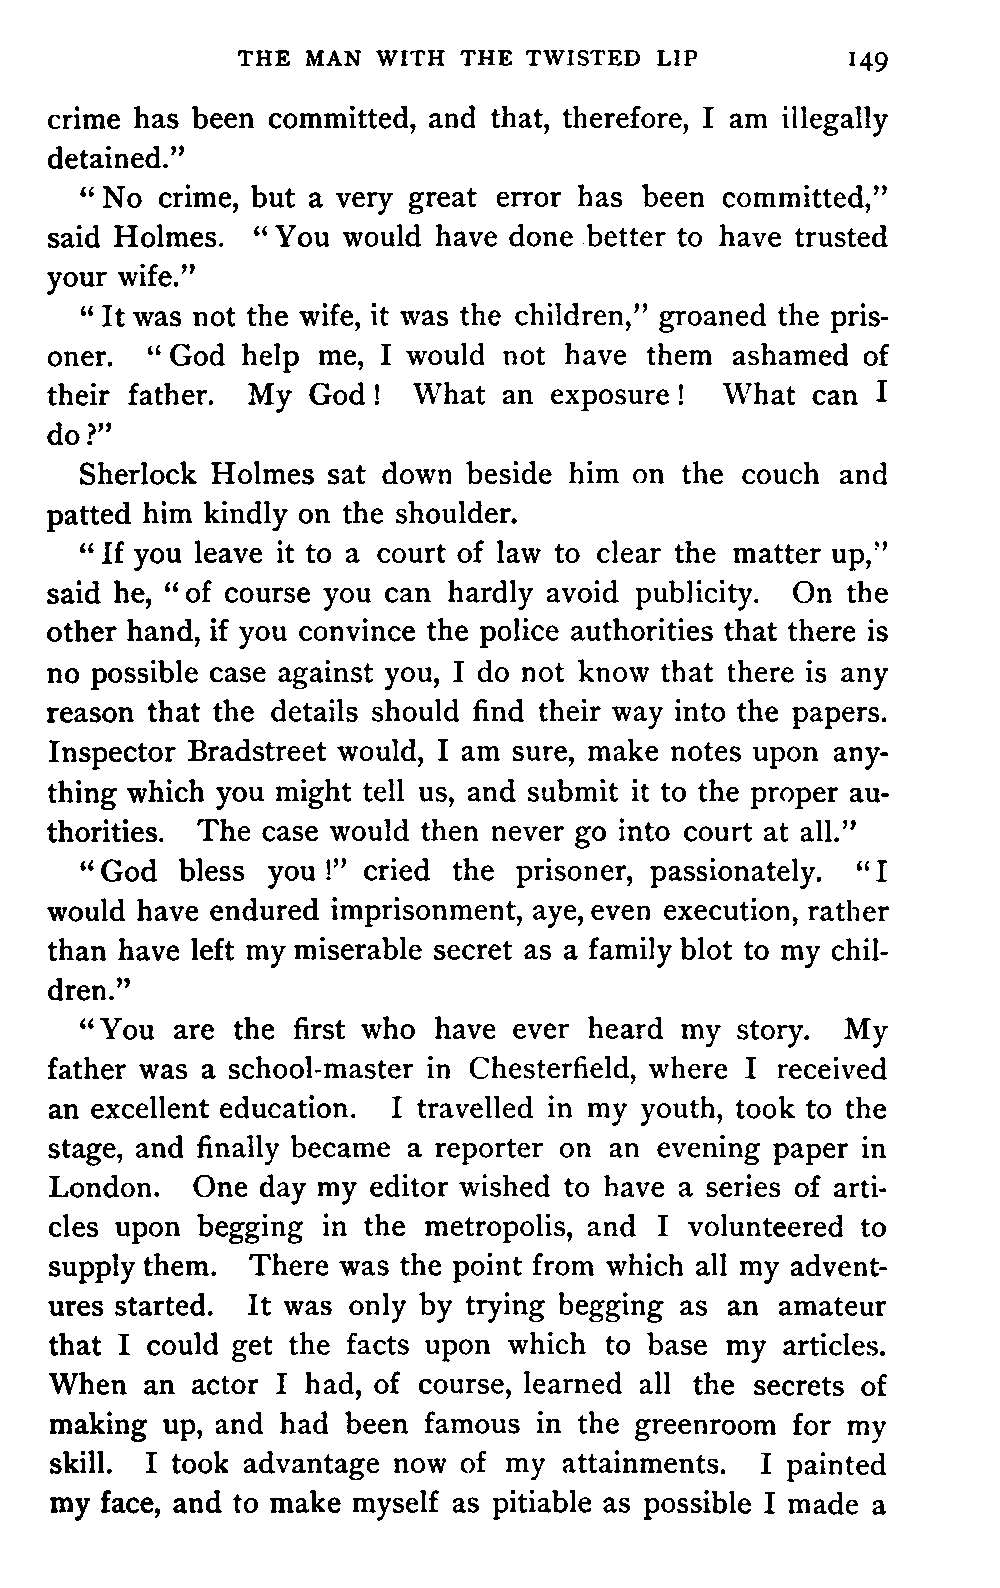 THE MAN WITH THE TWISTED LIP 149
crime has been committed, and that, therefore, I am illegally
detained."
"No crime, but a very great error has been committed,"
said Holmes. "You would have done better to have trusted
your wife."
"It was not the wife, it was the children," groaned the pris-
oner. "God help me, I would not have them ashamed of
their father. My God! What an exposure! What can I
do?"
Sherlock Holmes sat down beside him on the couch and
patted him kindly on the shoulder.
"If you leave it to a court of law to clear the matter up,"
said he, "of course you can hardly avoid publicity. On the
other hand, if you convince the police authorities that there is
no possible case against you, I do not know that there is any
reason that the details should find their way into the papers.
Inspector Bradstreet would, I am sure, make notes upon any-
thing which you might tell us, and submit it to the proper au-
thorities. The case would then never go into court at all."
"God bless you!" cried the prisoner, passionately. "I
would have endured imprisonment, aye, even execution, rather
than have left my miserable secret as a family blot to my chil-
dren."
"You are the first who have ever heard my story. My
father was a school-master in Chesterfield, where I received
an excellent education. I travelled in my youth, took to the
stage, and finally became a reporter on an evening paper in
London. One day my editor wished to have a series of arti-
cles upon begging in the metropolis, and I volunteered to
supply them. There was the point from which all my advent-
ures started. It was only by trying begging as an amateur
that I could get the facts upon which to base my articles.
When an actor I had, of course, learned all the secrets of
making up, and had been famous in the greenroom for my
skill. I took advantage now of my attainments. I painted
my face, and to make myself as pitiable as possible I made a